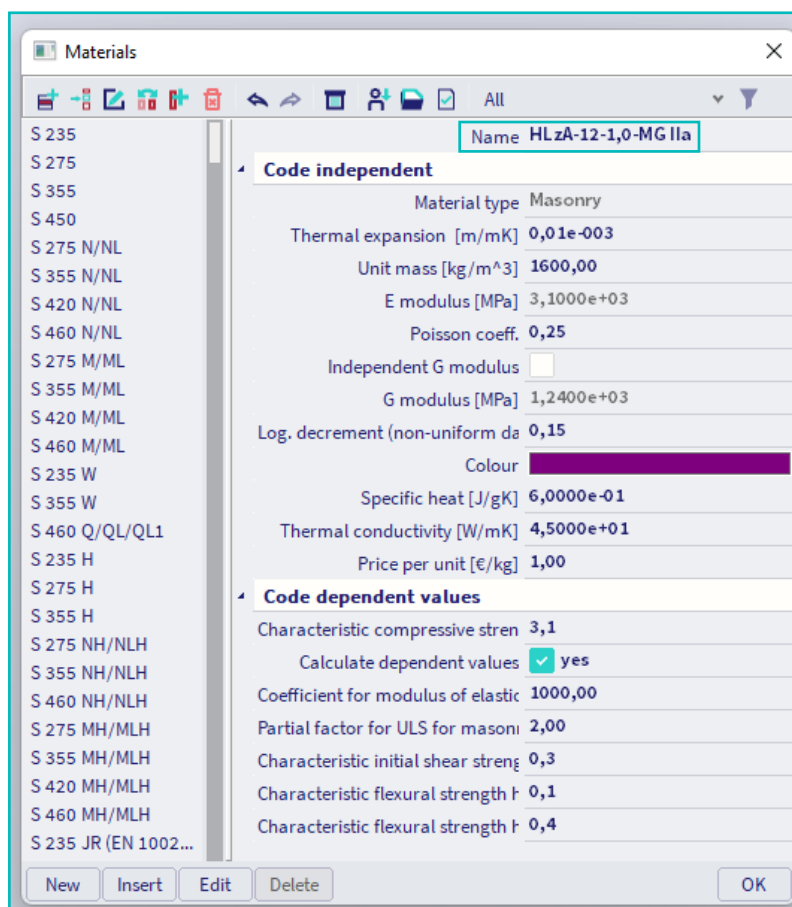 Materials
All
S 235
S 275
S 355
S 450
S 275 N/NL
S 355 N/NL
S 420 N/NL
S 460 N/NL
S 275 M/ML
S 355 M/ML
S 420 M/ML
S 460 M/ML
S 235 W
S 355 W
S 460 Q/QL/QL1
S 235 H
S 275 H
S 355 H
S 275 NH/NLH
S 355 NH/NLH
S 460 NH/NLH
S 275 MH/MLH
S 355 MH/MLH
S 420 MH/MLH
S 460 MH/MLH
S 235 JR (EN 1002...
Name HLzA-12-1,0-MG IIa
Code independent
Material type Masonry
Thermal expansion [m/mK] 0,01e-003
Unit mass [kg/m^3] 1600,00
E modulus [MPa] 3,1000e+03
Poisson coeff. 0,25
Independent G modulus
G modulus [MPa] 1,2400e+03
Log. decrement (non-uniform da 0,15
Colour
Specific heat [J/gK] 6,0000e-01
Thermal conductivity [W/mK] 4,5000e+01
Price per unit [€/kg] 1,00
Code dependent values
Characteristic compressive stren 3,1
Calculate dependent values yes
Coefficient for modulus of elastic 1000,00
Partial factor for ULS for mason 2,00
Characteristic initial shear streng 0,3
Characteristic flexural strength 0,1
Characteristic flexural strength 0,4
New Insert Edit Delete OK